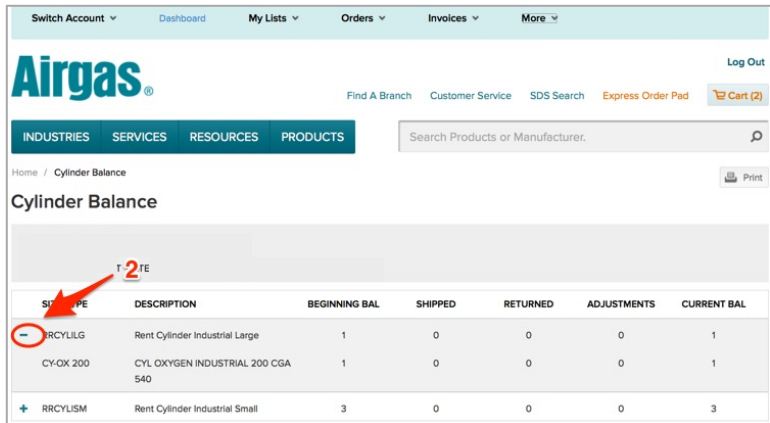 Switch Account Dashboard My Lists Orders Invoices More
Log Out
Airgas®
Find A Branch Customer Service SDS Search Express Order Pad Cart (2)
INDUSTRIES SERVICES RESOURCES PRODUCTS Search Products or Manufacturer.
Home / Cylinder Balance
Print
Cylinder Balance
2
DESCRIPTION BEGINNING BAL SHIPPED RETURNED ADJUSTMENTS CURRENT BAL
− RRCYLILG Rent Cylinder Industrial Large 1 0 0 0 1
CY-OX 200 CYL OXYGEN INDUSTRIAL 200 CGA 1 0 0 0 1
540
+ RRCYLISM Rent Cylinder Industrial Small 3 0 0 0 3